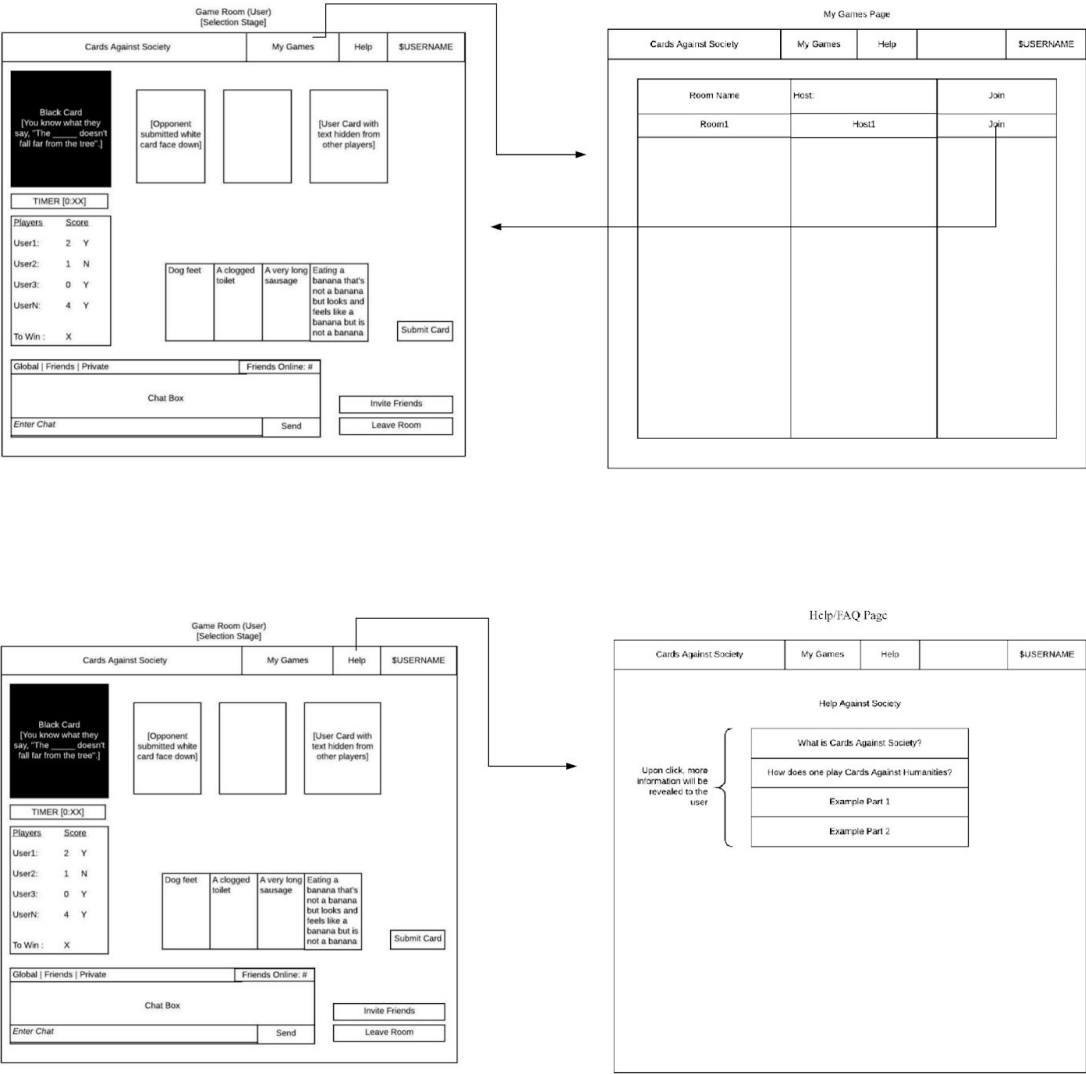 Game Room (User)
[Selection Stage]
Cards Against Society
My Games
Help
$USERNAME
Black Card
[You know what they
say, "The _____ doesn't
fall far from the tree".]
[Opponent
submitted white
card face down]
[User Card with
text hidden from
other players]
TIMER [0:XX]
Players Score
User1: 2 Y
User2: 1 N
User3: 0 Y
UserN: 4 Y
To Win : X
Dog feet
A clogged
toilet
A very long
sausage
Eating a
banana that's
not a banana
but looks and
feels like a
banana but is
not a banana
Submit Card
Global | Friends | Private
Friends Online: #
Chat Box
Enter Chat
Send
Invite Friends
Leave Room
My Games Page
Cards Against Society
My Games
Help
$USERNAME
Room Name
Host:
Join
Room1
Host1
Join
Game Room (User)
[Selection Stage]
Cards Against Society
My Games
Help
$USERNAME
Black Card
[You know what they
say, "The _____ doesn't
fall far from the tree".]
[Opponent
submitted white
card face down]
[User Card with
text hidden from
other players]
TIMER [0:XX]
Players Score
User1: 2 Y
User2: 1 N
User3: 0 Y
UserN: 4 Y
To Win : X
Dog feet
A clogged
toilet
A very long
sausage
Eating a
banana that's
not a banana
but looks and
feels like a
banana but is
not a banana
Submit Card
Global | Friends | Private
Friends Online: #
Chat Box
Enter Chat
Send
Invite Friends
Leave Room
Help/FAQ Page
Cards Against Society
My Games
Help
$USERNAME
Help Against Society
What is Cards Against Society?
How does one play Cards Against Humanities?
Example Part 1
Example Part 2
Upon click, more
information will be
revealed to the
user